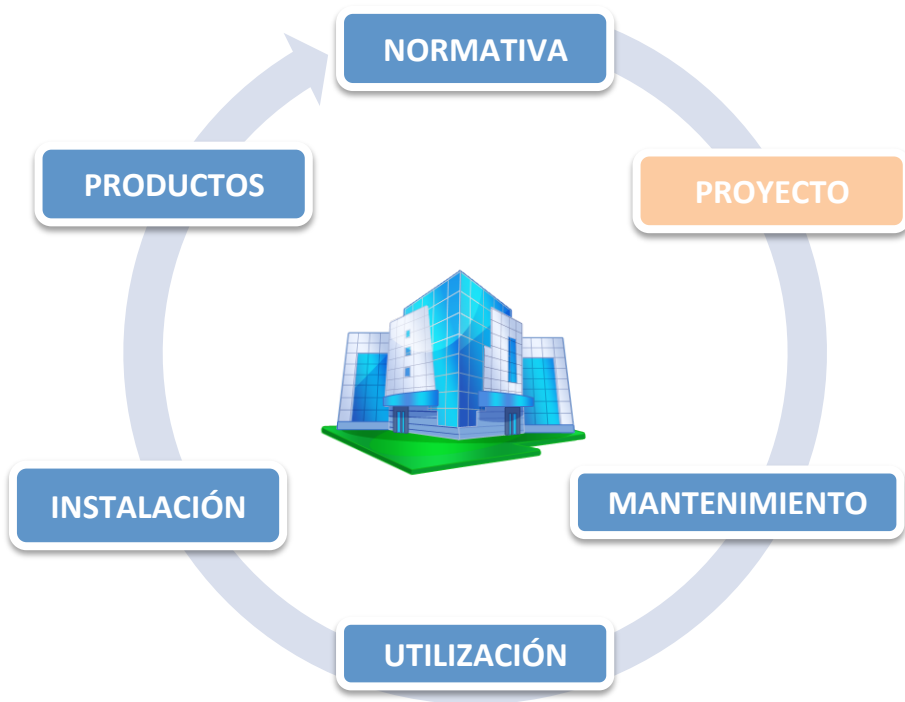 NORMATIVA
PROYECTO
MANTENIMIENTO
UTILIZACIÓN
INSTALACIÓN
PRODUCTOS